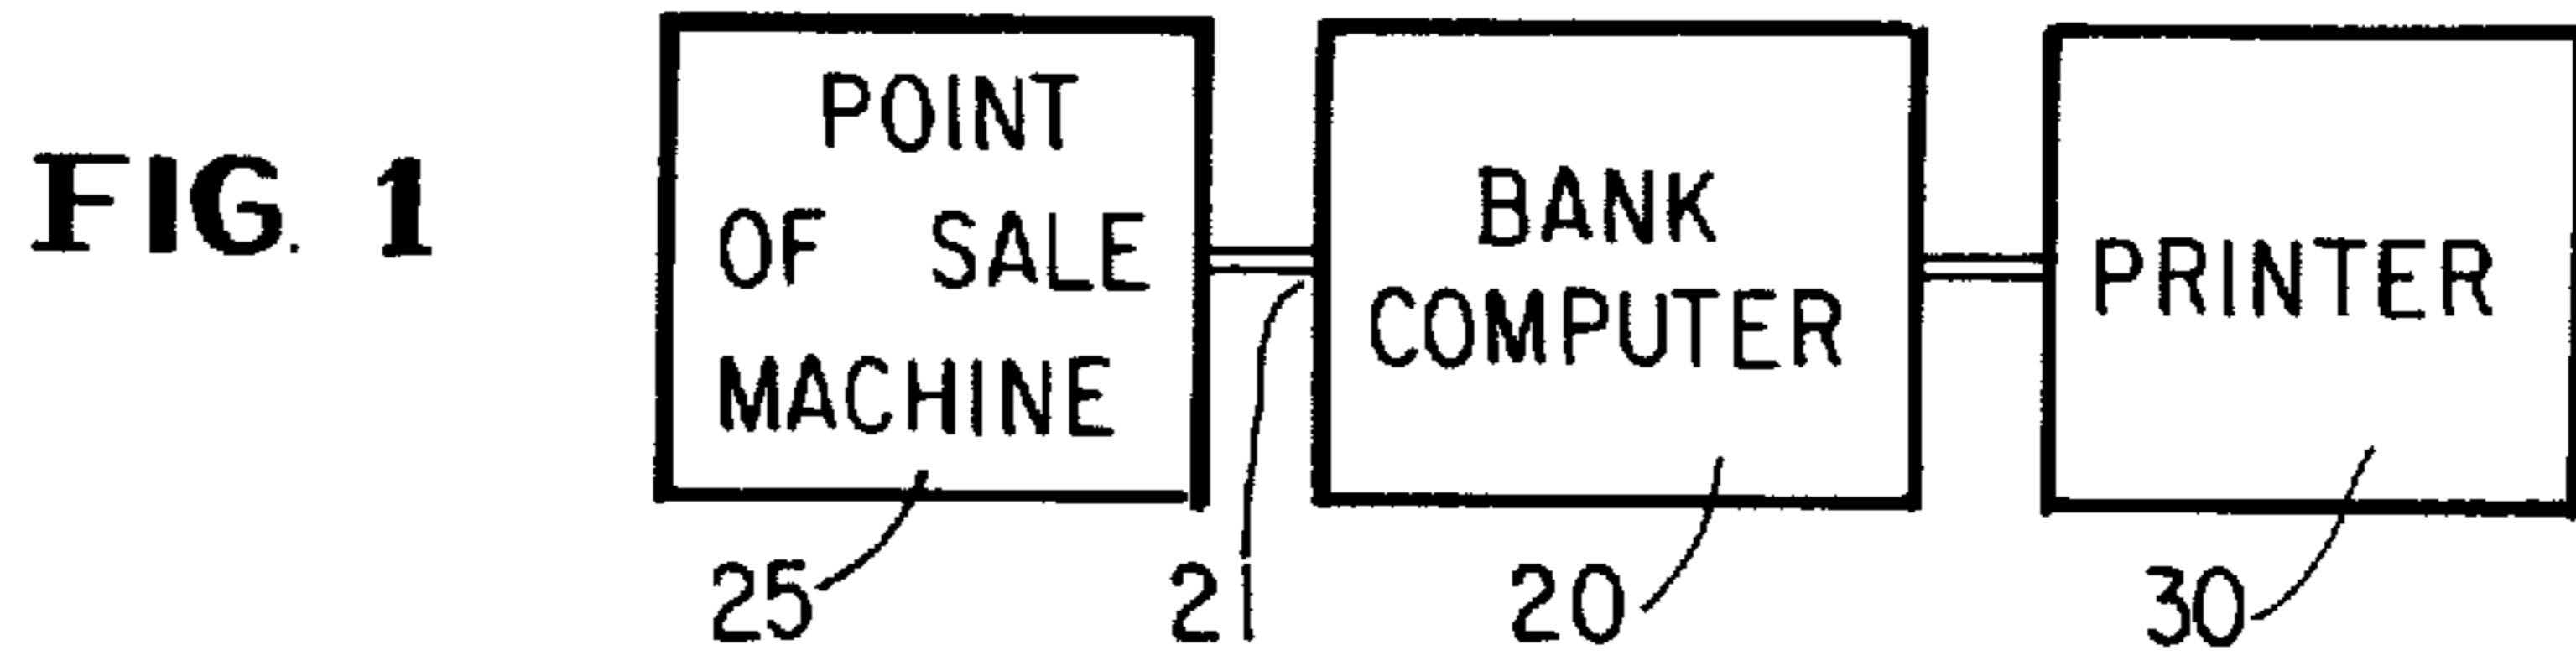 FIG. 1
POINT
OF SALE
MACHINE
BANK
COMPUTER
PRINTER
25
21
20
30